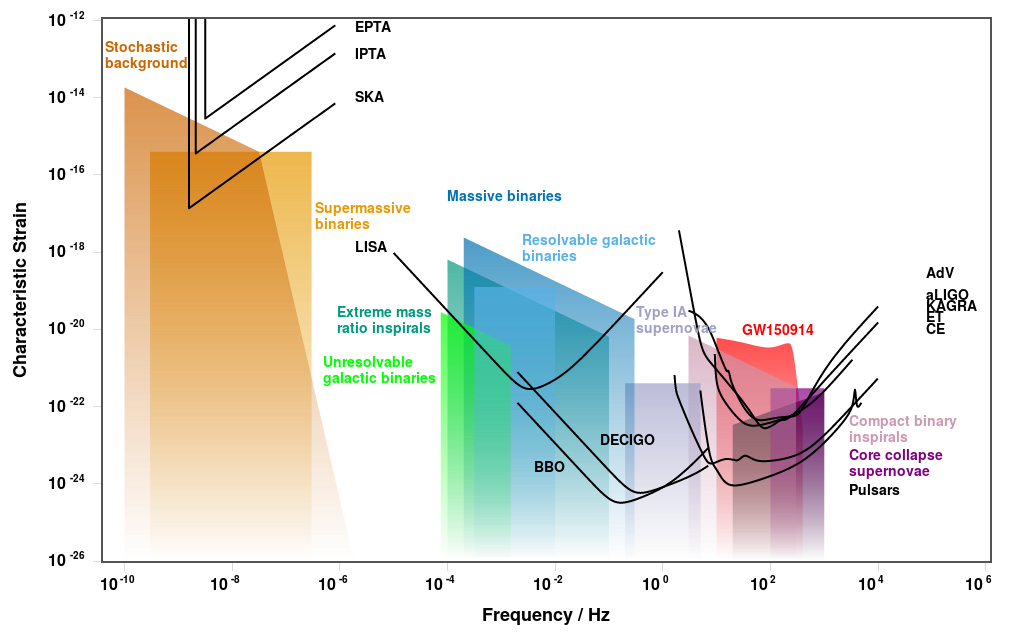 10^-12
EPTA
Stochastic
background
IPTA
10^-14
SKA
10^-16
Massive binaries
Supermassive
binaries
10^-18
LISA
Resolvable galactic
binaries
AdV
aLIGO
KAGRA
ET
CE
Characteristic Strain
Extreme mass
ratio inspirals
Type IA
supernovae
GW150914
10^-20
Unresolvable
galactic binaries
10^-22
Compact binary
inspirals
DECIGO
BBO
Core collapse
supernovae
10^-24
Pulsars
10^-26
10^-10 10^-8 10^-6 10^-4 10^-2 10^0 10^2 10^4 10^6
Frequency / Hz